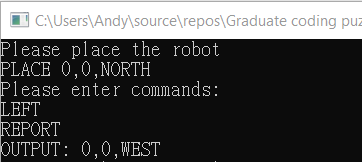 C:\Users\Andy\source\repos\Graduate coding puz
Please place the robot
PLACE 0,0,NORTH
Please enter commands:
LEFT
REPORT
OUTPUT: 0,0,WEST